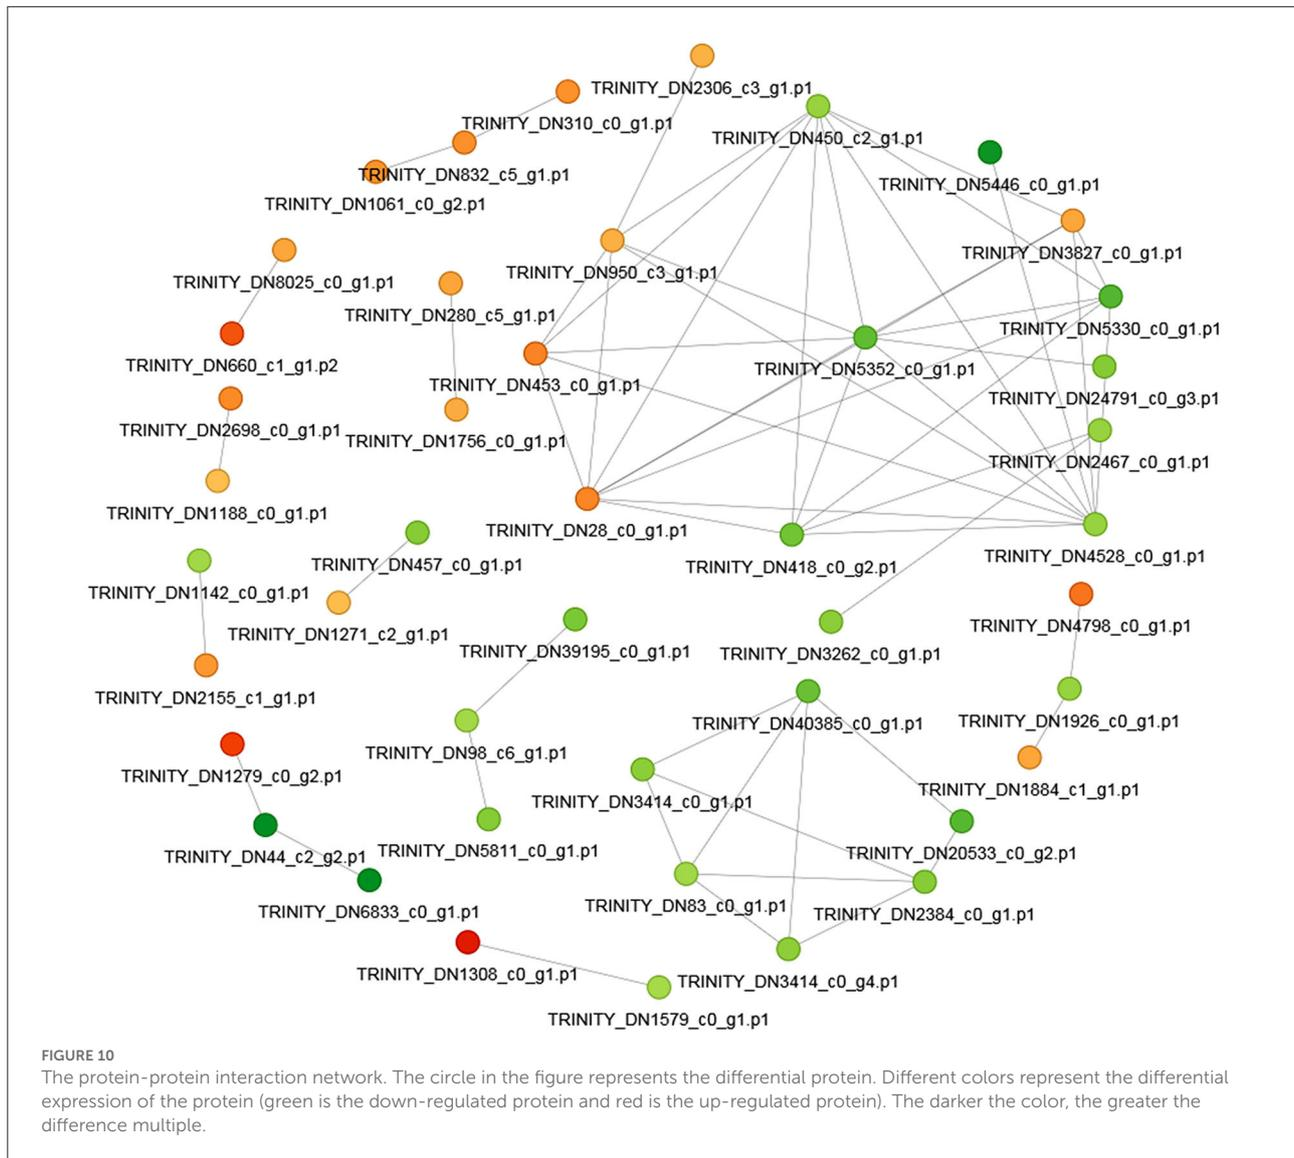 TRINITY_DN2306_c3_g1.p1
TRINITY_DN310_c0_g1.p1
TRINITY_DN450_c2_g1.p1
TRINITY_DN832_c5_g1.p1
TRINITY_DN5446_c0_g1.p1
TRINITY_DN1061_c0_g2.p1
TRINITY_DN3827_c0_g1.p1
TRINITY_DN950_c3_g1.p1
TRINITY_DN8025_c0_g1.p1
TRINITY_DN280_c5_g1.p1
TRINITY_DN5330_c0_g1.p1
TRINITY_DN660_c1_g1.p2
TRINITY_DN5352_c0_g1.p1
TRINITY_DN453_c0_g1.p1
TRINITY_DN24791_c0_g3.p1
TRINITY_DN2698_c0_g1.p1
TRINITY_DN1756_c0_g1.p1
TRINITY_DN2467_c0_g1.p1
TRINITY_DN1188_c0_g1.p1
TRINITY_DN28_c0_g1.p1
TRINITY_DN4528_c0_g1.p1
TRINITY_DN457_c0_g1.p1
TRINITY_DN418_c0_g2.p1
TRINITY_DN1142_c0_g1.p1
TRINITY_DN4798_c0_g1.p1
TRINITY_DN1271_c2_g1.p1
TRINITY_DN39195_c0_g1.p1
TRINITY_DN3262_c0_g1.p1
TRINITY_DN2155_c1_g1.p1
TRINITY_DN40385_c0_g1.p1
TRINITY_DN1926_c0_g1.p1
TRINITY_DN98_c6_g1.p1
TRINITY_DN1279_c0_g2.p1
TRINITY_DN1884_c1_g1.p1
TRINITY_DN3414_c0_g1.p1
TRINITY_DN5811_c0_g1.p1
TRINITY_DN20533_c0_g2.p1
TRINITY_DN44_c2_g2.p1
TRINITY_DN83_c0_g1.p1
TRINITY_DN6833_c0_g1.p1
TRINITY_DN2384_c0_g1.p1
TRINITY_DN1308_c0_g1.p1
TRINITY_DN3414_c0_g4.p1
TRINITY_DN1579_c0_g1.p1
FIGURE 10
The protein-protein interaction network. The circle in the figure represents the differential protein. Different colors represent the differential
expression of the protein (green is the down-regulated protein and red is the up-regulated protein). The darker the color, the greater the
difference multiple.